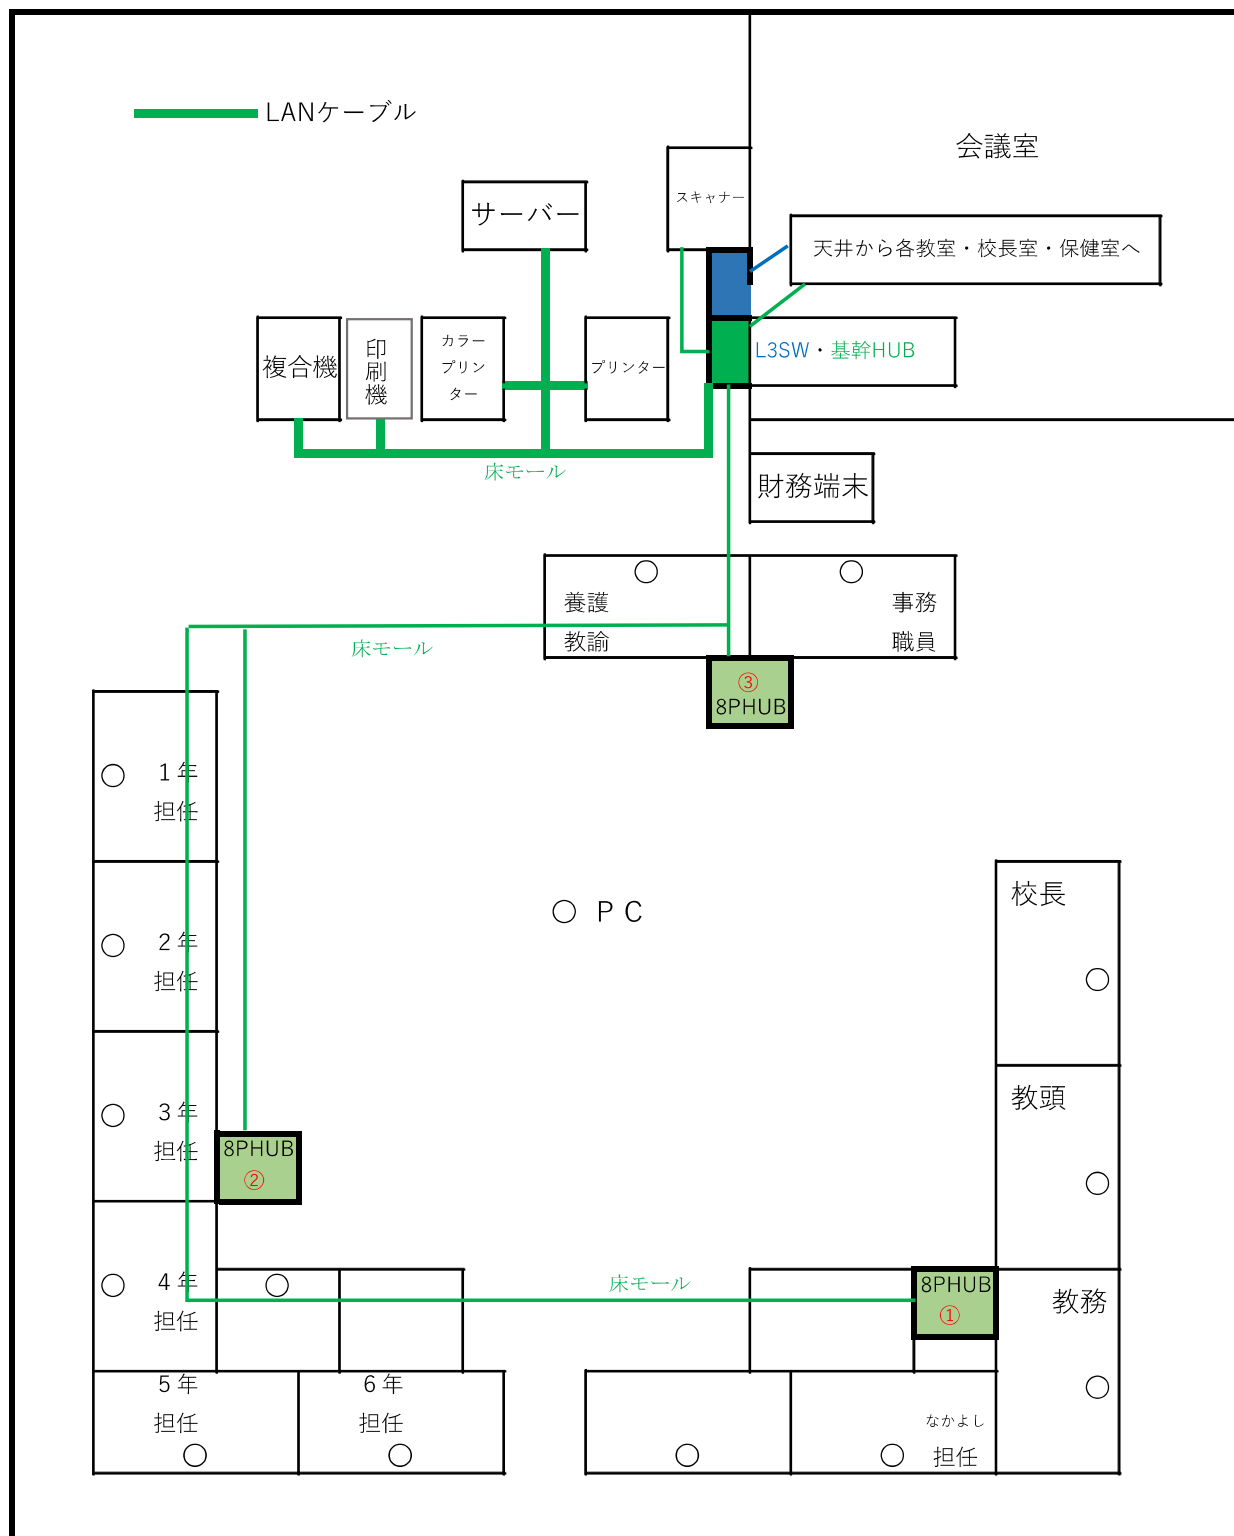 LANケーブル
会議室
スキャナー
サーバー
天井から各教室・校長室・保健室へ
複合機
印
刷
機
カラー
プリン
ター
プリンター
L3SW・基幹HUB
床モール
財務端末
養護
教諭
事務
職員
床モール
③
8PHUB
1年
担任
2年
担任
3年
担任
8PHUB
②
4年
担任
5年
担任
6年
担任
○ PC
校長
教頭
教務
床モール
8PHUB
①
なかよし
担任